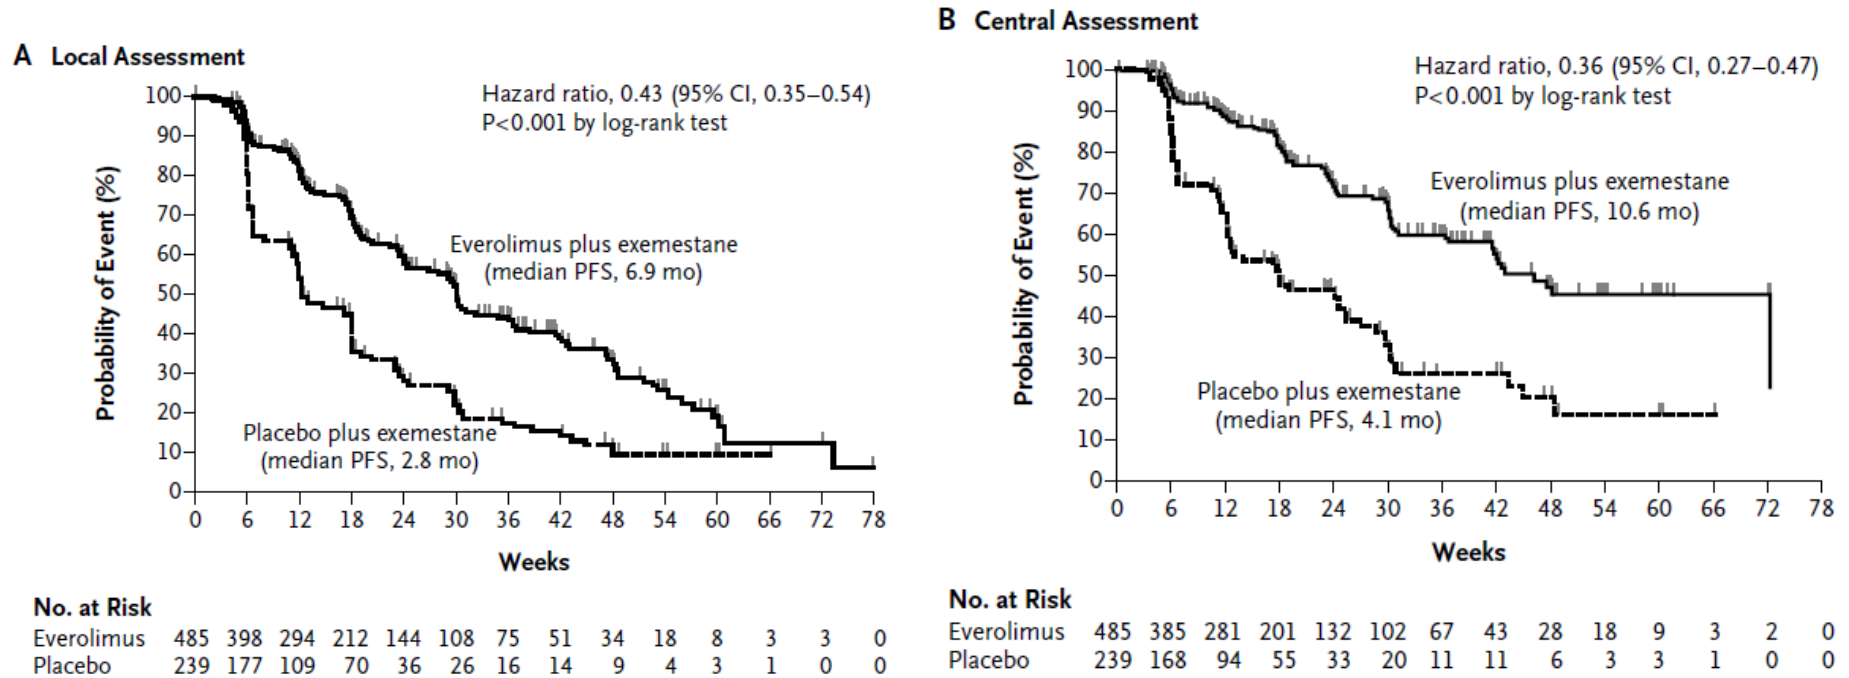 A Local Assessment
Hazard ratio, 0.43 (95% CI, 0.35–0.54)
P<0.001 by log-rank test
Probability of Event (%)
100
90
80
70
60
50
40
30
20
10
0
Everolimus plus exemestane
(median PFS, 6.9 mo)
Placebo plus exemestane
(median PFS, 2.8 mo)
0 6 12 18 24 30 36 42 48 54 60 66 72 78
Weeks
No. at Risk
Everolimus 485 398 294 212 144 108 75 51 34 18 8 3 3 0
Placebo 239 177 109 70 36 26 16 14 9 4 3 1 0 0
B Central Assessment
Hazard ratio, 0.36 (95% CI, 0.27–0.47)
P<0.001 by log-rank test
Probability of Event (%)
100
90
80
70
60
50
40
30
20
10
0
Everolimus plus exemestane
(median PFS, 10.6 mo)
Placebo plus exemestane
(median PFS, 4.1 mo)
0 6 12 18 24 30 36 42 48 54 60 66 72 78
Weeks
No. at Risk
Everolimus 485 385 281 201 132 102 67 43 28 18 9 3 2 0
Placebo 239 168 94 55 33 20 11 11 6 3 3 1 0 0